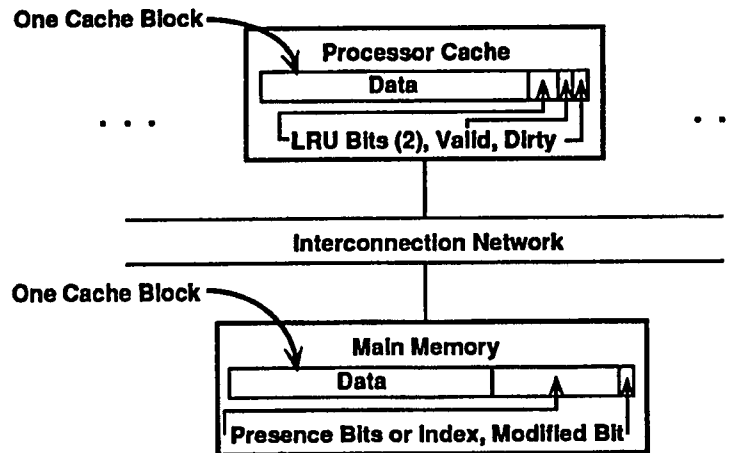 One Cache Block
Processor Cache
Data
. . .
. .
LRU Bits (2), Valid, Dirty
Interconnection Network
One Cache Block
Main Memory
Data
Presence Bits or Index, Modified Bit